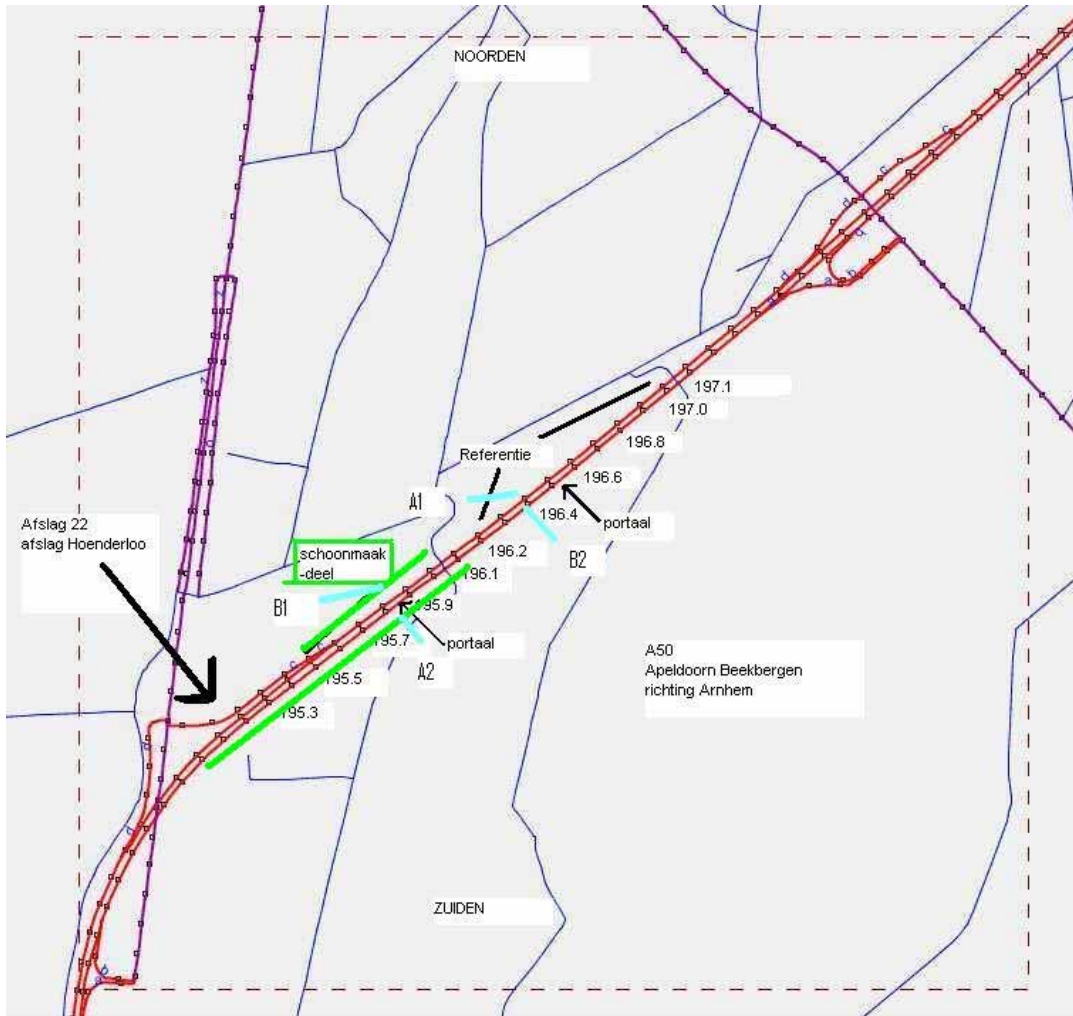 NOORDEN
197.1
197.0
196.8
Referentie
196.6
A1
196.4
portaal
Afslag 22
afslag Hoenderloo
196.2
B2
schoonmaak
-deel
196.1
B1
195.9
195.7
portaal
A2
195.5
195.3
A50
Apeldoorn Beekbergen
richting Arnhem
ZUIDEN